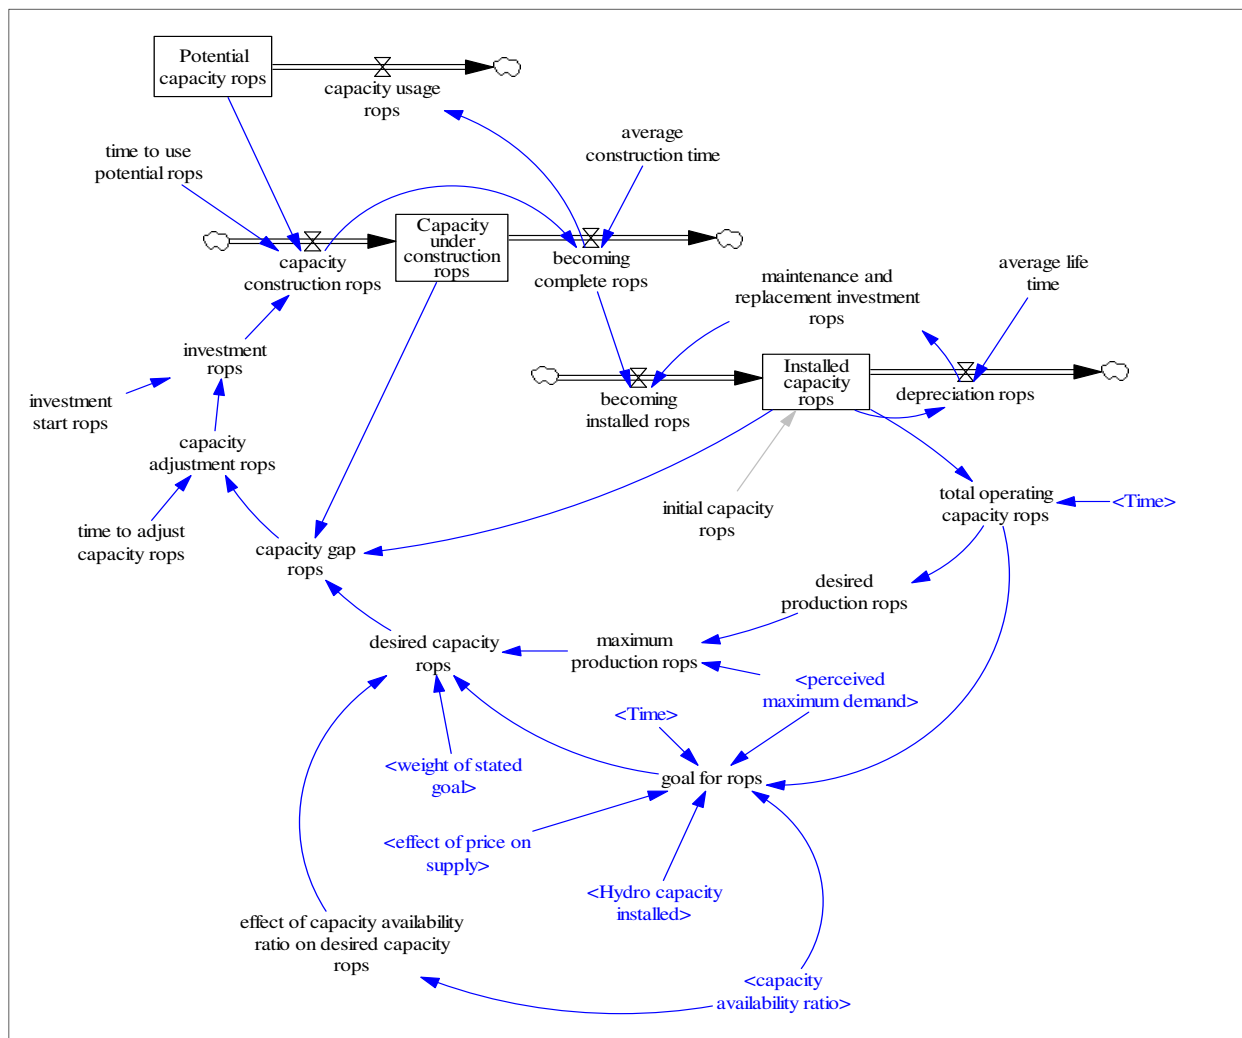 Potential
capacity rops
capacity usage
rops
average
construction time
time to use
potential rops
Capacity
under
construction
rops
capacity
construction rops
becoming
complete rops
maintenance and
replacement investment
rops
average life
time
investment
rops
investment
start rops
becoming
installed rops
Installed
capacity
rops
depreciation rops
capacity
adjustment rops
initial capacity
rops
total operating
capacity rops
<Time>
time to adjust
capacity rops
capacity gap
rops
desired
production rops
desired capacity
rops
maximum
production rops
<perceived
maximum demand>
<Time>
<weight of stated
goal>
goal for rops
<effect of price on
supply>
<Hydro capacity
installed>
effect of capacity availability
ratio on desired capacity
rops
<capacity
availability ratio>